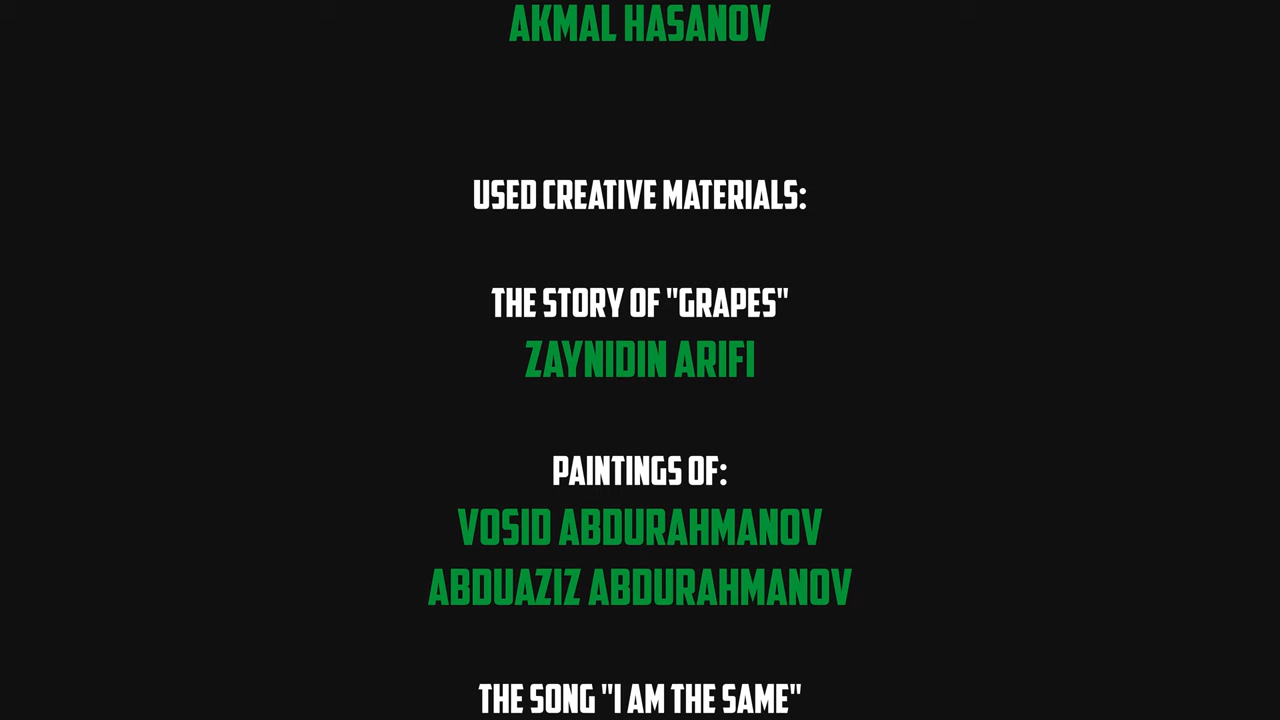 AKMAL HASANOV
USED CREATIVE MATERIALS:
THE STORY OF "GRAPES"
ZAYNIDIN ARIFI
PAINTINGS OF:
VOSID ABDURAHMANOV
ABDUAZIZ ABDURAHMANOV
THE SONG "I AM THE SAME"